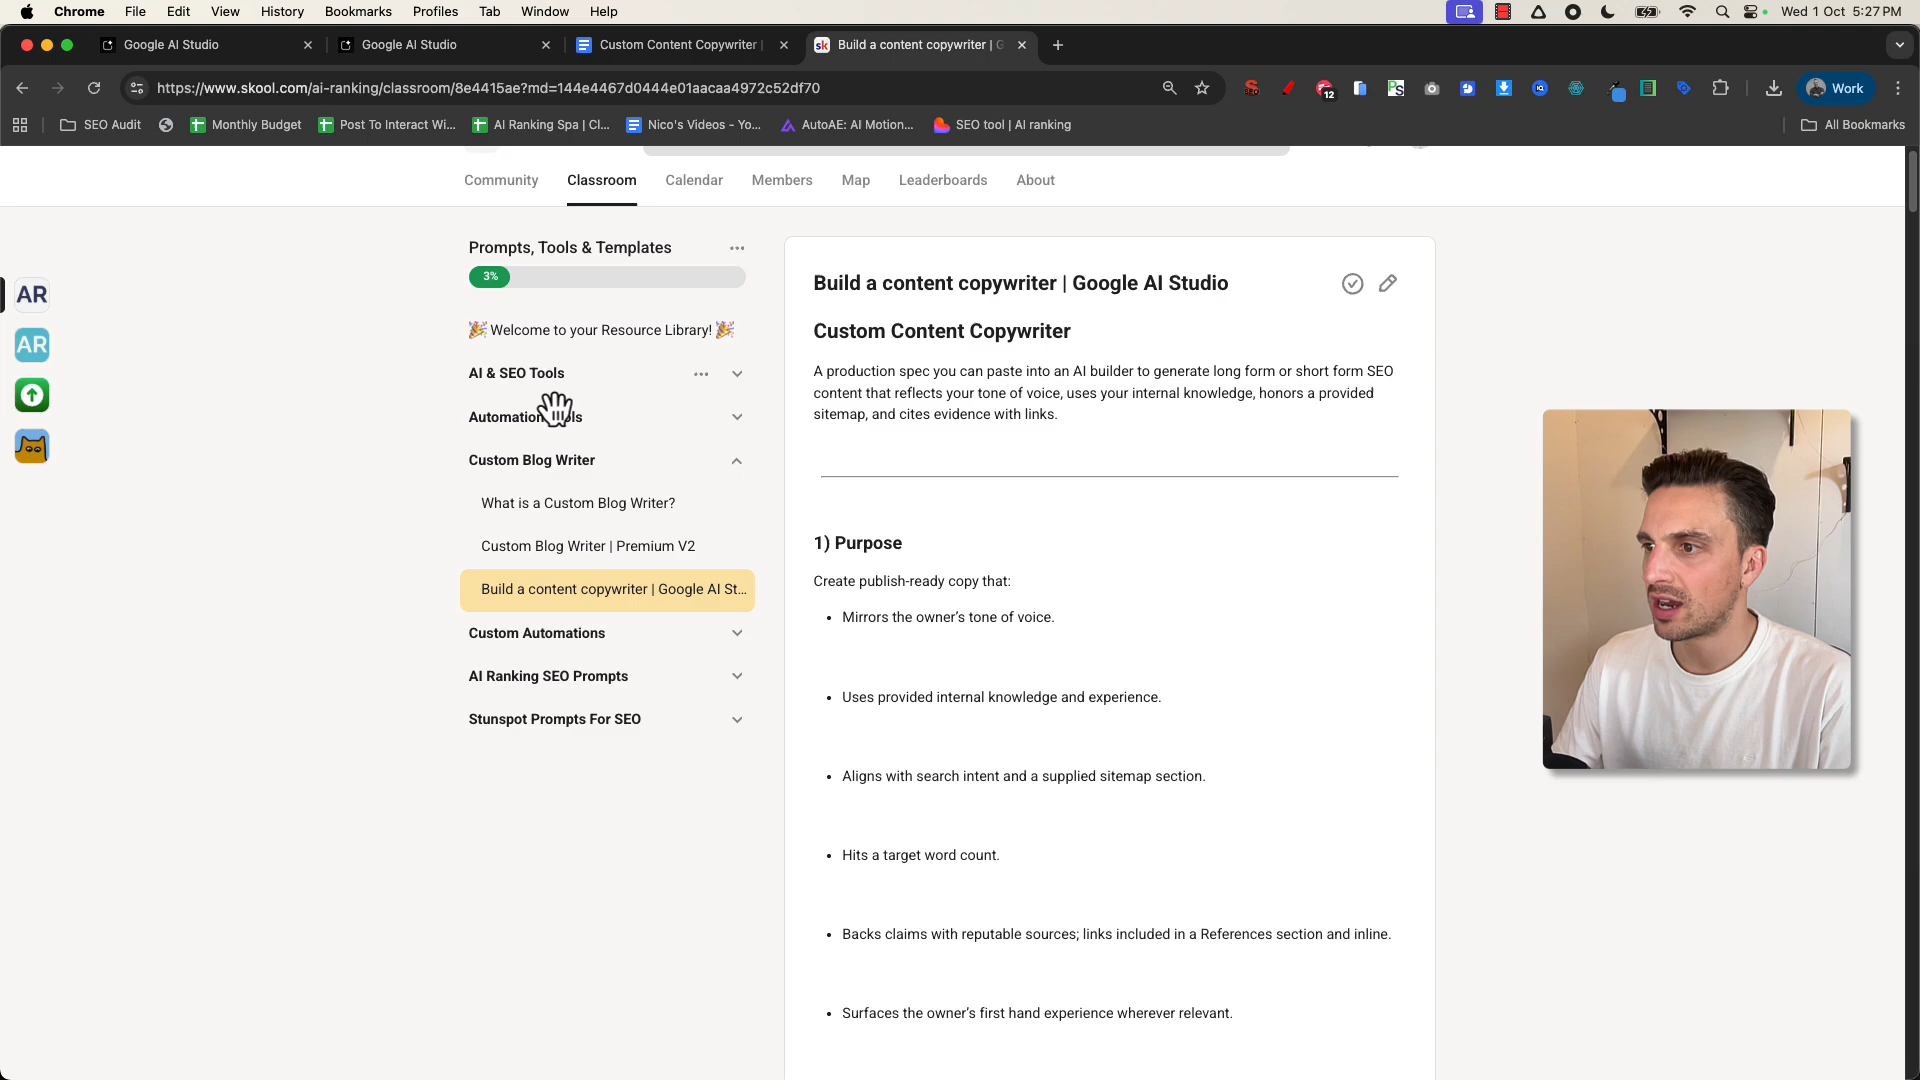 Chrome File Edit View History Bookmarks Profiles Tab Window Help Wed 1 Oct 5:27 PM
Google AI Studio Google AI Studio Custom Content Copywriter | Build a content copywriter | G
https://www.skool.com/ai-ranking/classroom/8e4415ae?md=144e4467d0444e01aacaa4972c52df70 12 Work
SEO Audit Monthly Budget Post To Interact Wi... AI Ranking Spa | Cl... Nico's Videos - Yo... AutoAE: AI Motion... SEO tool | AI ranking All Bookmarks
Community Classroom Calendar Members Map Leaderboards About
AR
AR
Prompts, Tools & Templates
3%
🎉 Welcome to your Resource Library! 🎉
AI & SEO Tools
Automation
Custom Blog Writer
What is a Custom Blog Writer?
Custom Blog Writer | Premium V2
Build a content copywriter | Google AI St...
Custom Automations
AI Ranking SEO Prompts
Stunspot Prompts For SEO
Build a content copywriter | Google AI Studio
Custom Content Copywriter
A production spec you can paste into an AI builder to generate long form or short form SEO
content that reflects your tone of voice, uses your internal knowledge, honors a provided
sitemap, and cites evidence with links.
1) Purpose
Create publish-ready copy that:
• Mirrors the owner’s tone of voice.
• Uses provided internal knowledge and experience.
• Aligns with search intent and a supplied sitemap section.
• Hits a target word count.
• Backs claims with reputable sources; links included in a References section and inline.
• Surfaces the owner’s first hand experience wherever relevant.